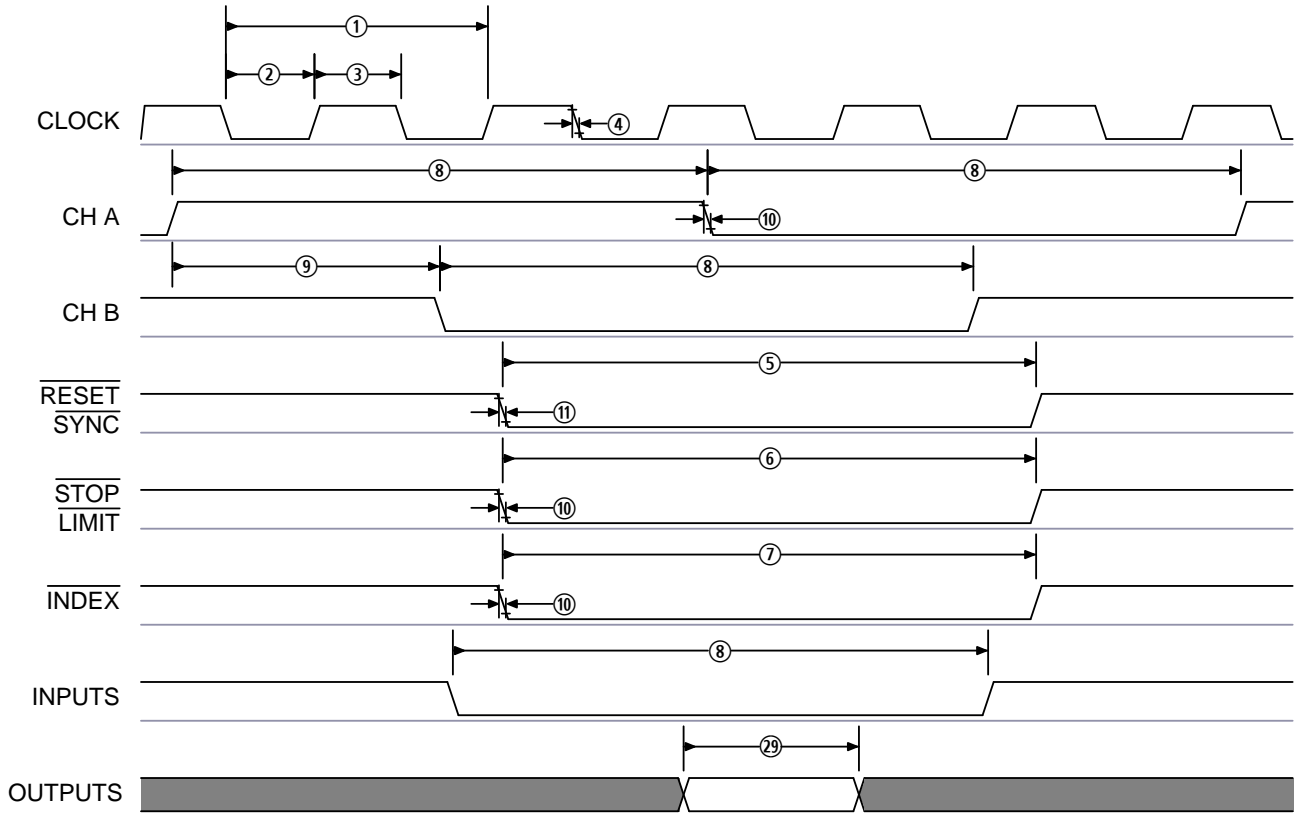 ①
② ③
CLOCK ④
⑧ ⑧
CH A ⑩
⑨ ⑧
CH B
⑤
RESET
SYNC ⑪
⑥
STOP
LIMIT ⑩
⑦
INDEX ⑩
⑧
INPUTS
㉙
OUTPUTS